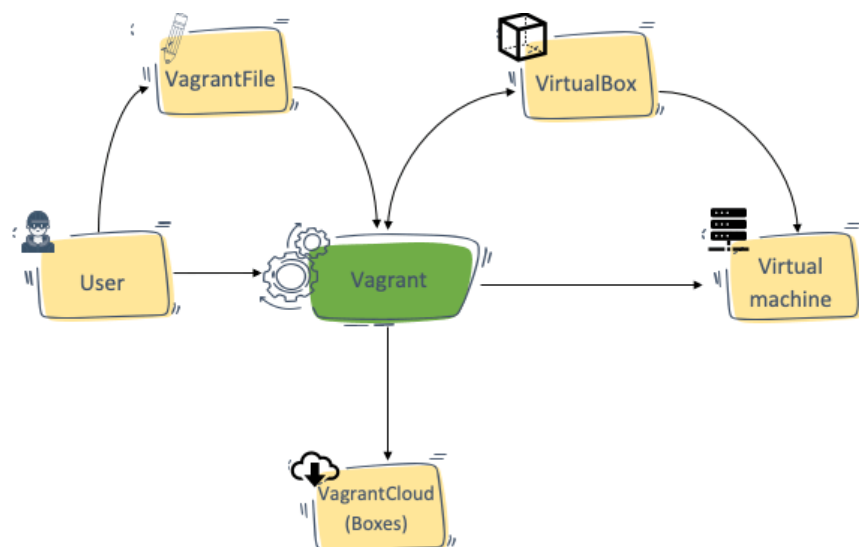 VagrantFile
VirtualBox
User
Vagrant
Virtual
machine
VagrantCloud
(Boxes)